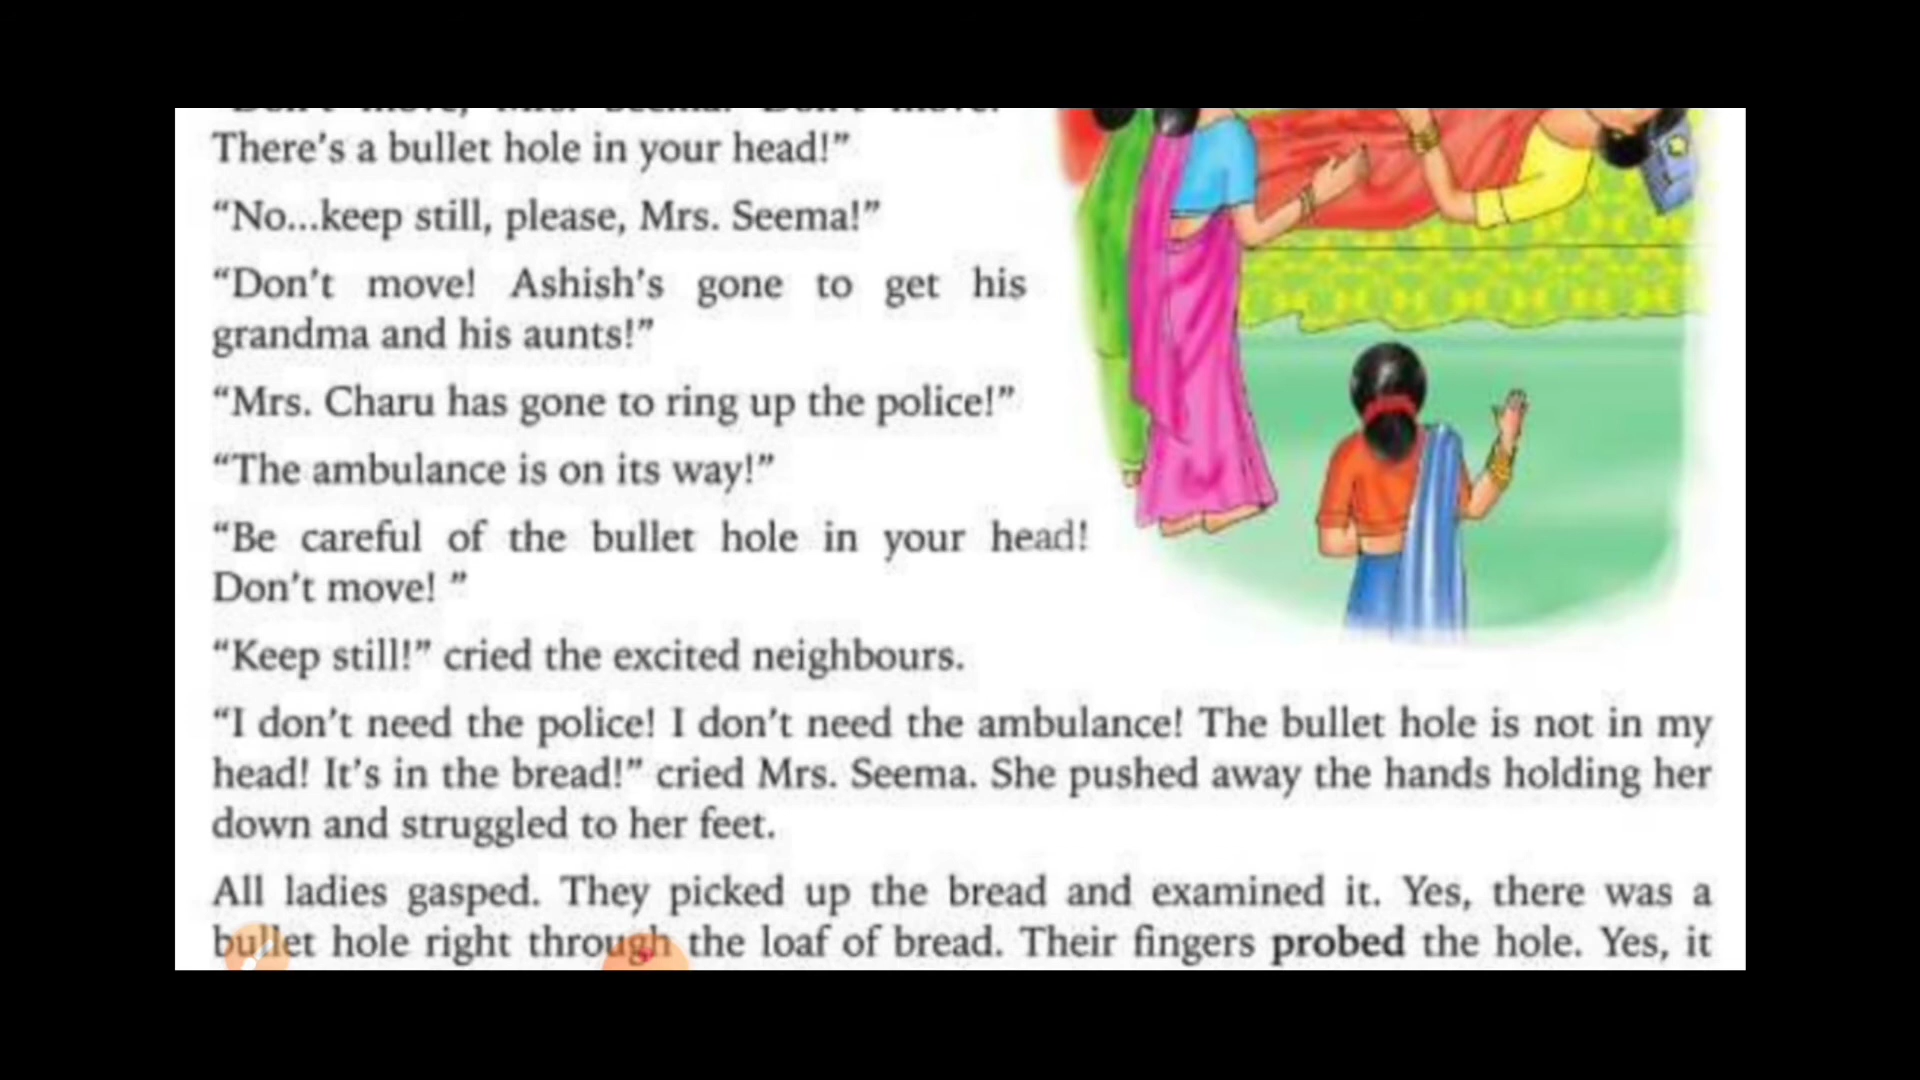 “Don’t move, Mrs. Seema! Don’t move!
There’s a bullet hole in your head!”
“No...keep still, please, Mrs. Seema!”
“Don’t move! Ashish’s gone to get his
grandma and his aunts!”
“Mrs. Charu has gone to ring up the police!”
“The ambulance is on its way!”
“Be careful of the bullet hole in your head!
Don’t move! ”
“Keep still!” cried the excited neighbours.
“I don’t need the police! I don’t need the ambulance! The bullet hole is not in my
head! It’s in the bread!” cried Mrs. Seema. She pushed away the hands holding her
down and struggled to her feet.
All ladies gasped. They picked up the bread and examined it. Yes, there was a
bullet hole right through the loaf of bread. Their fingers probed the hole. Yes, it